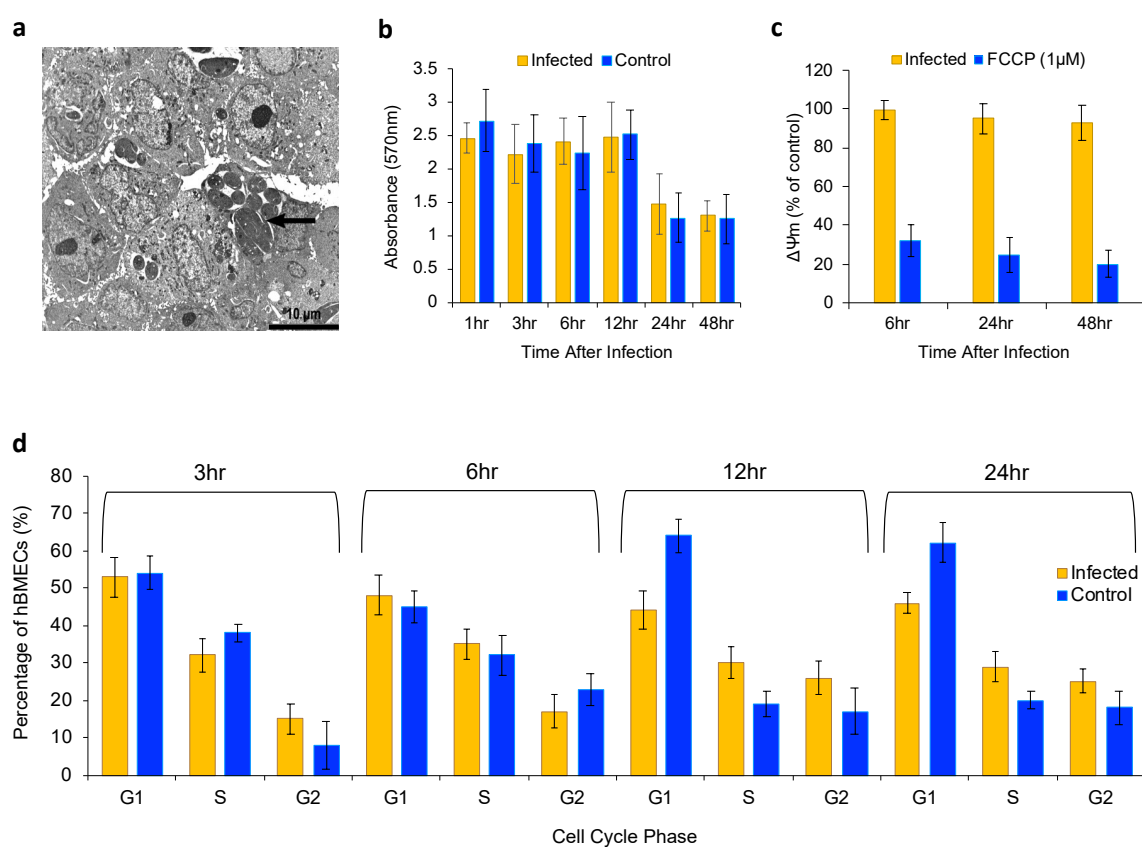 a
10 µm
b
Infected Control
Absorbance (570nm)
3.5
3
2.5
2
1.5
1
0.5
0
1hr 3hr 6hr 12hr 24hr 48hr
Time After Infection
c
Infected FCCP (1µM)
ΔΨm (% of control)
120
100
80
60
40
20
0
6hr 24hr 48hr
Time After Infection
d
3hr 6hr 12hr 24hr
Percentage of hBMECs (%)
80
70
60
50
40
30
20
10
0
Infected
Control
G1 S G2 G1 S G2 G1 S G2 G1 S G2
Cell Cycle Phase